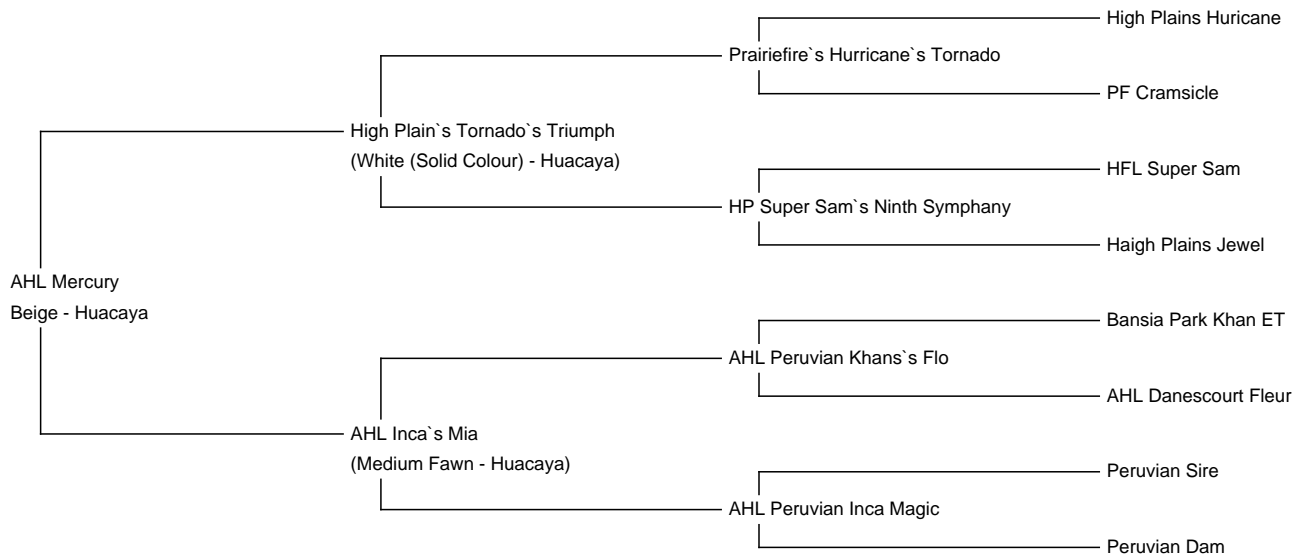 High Plains Huricane
Prairiefire`s Hurricane`s Tornado
PF Cramsicle
High Plain`s Tornado`s Triumph
(White (Solid Colour) - Huacaya)
HFL Super Sam
HP Super Sam`s Ninth Symphany
Haigh Plains Jewel
AHL Mercury
Beige - Huacaya
Bansia Park Khan ET
AHL Peruvian Khans`s Flo
AHL Danescourt Fleur
AHL Inca`s Mia
(Medium Fawn - Huacaya)
Peruvian Sire
AHL Peruvian Inca Magic
Peruvian Dam